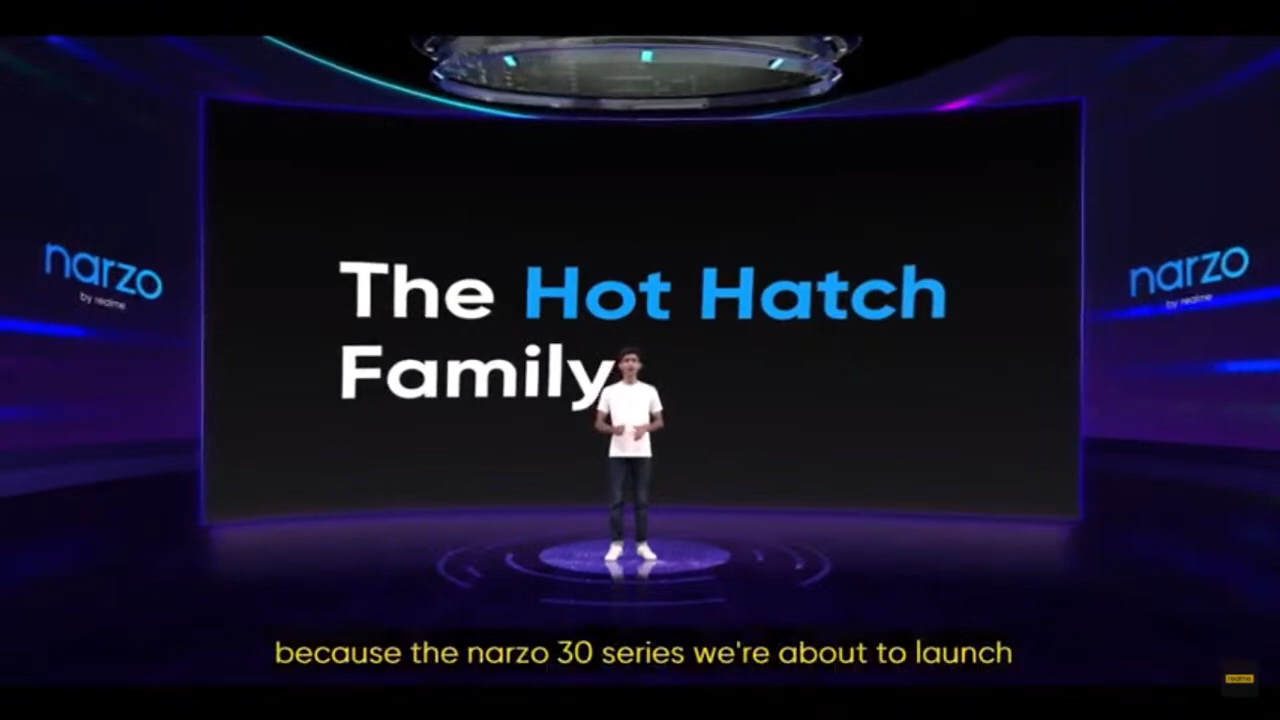 The Hot Hatch
Family
narzo
by realme
narzo
by realme
because the narzo 30 series we're about to launch
realme